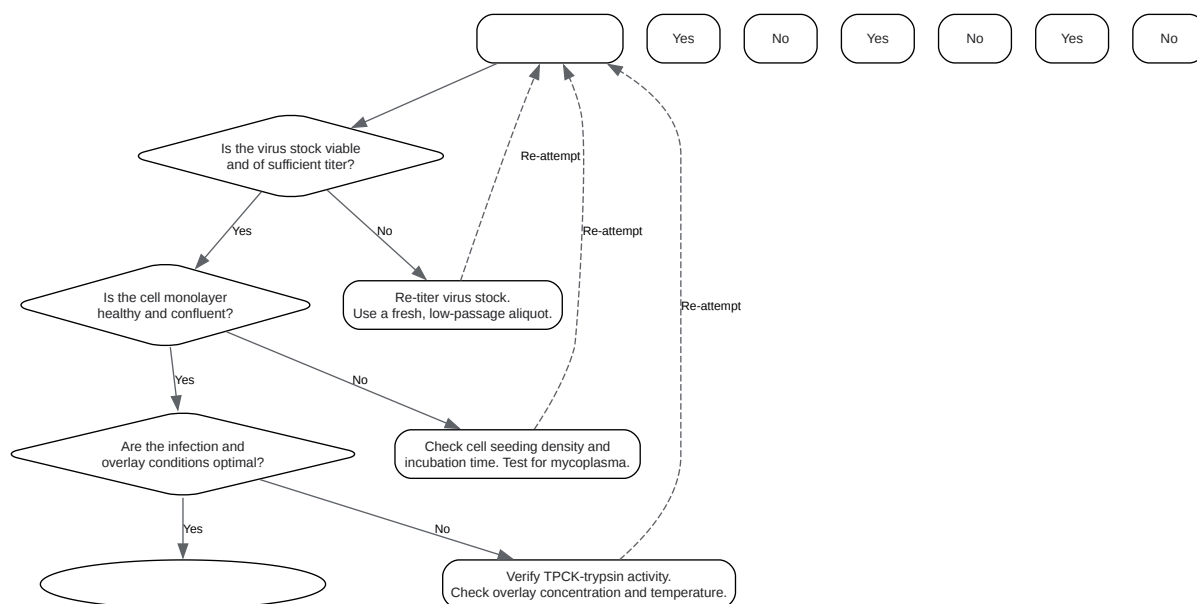 Yes
No
Yes
No
Yes
No
Is the virus stock viable
and of sufficient titer?
Re-attempt
Yes
No
Re-attempt
Is the cell monolayer
healthy and confluent?
Re-titer virus stock.
Use a fresh, low-passage aliquot.
Re-attempt
Yes
No
Are the infection and
overlay conditions optimal?
Check cell seeding density and
incubation time. Test for mycoplasma.
Yes
No
Verify TPCK-trypsin activity.
Check overlay concentration and temperature.